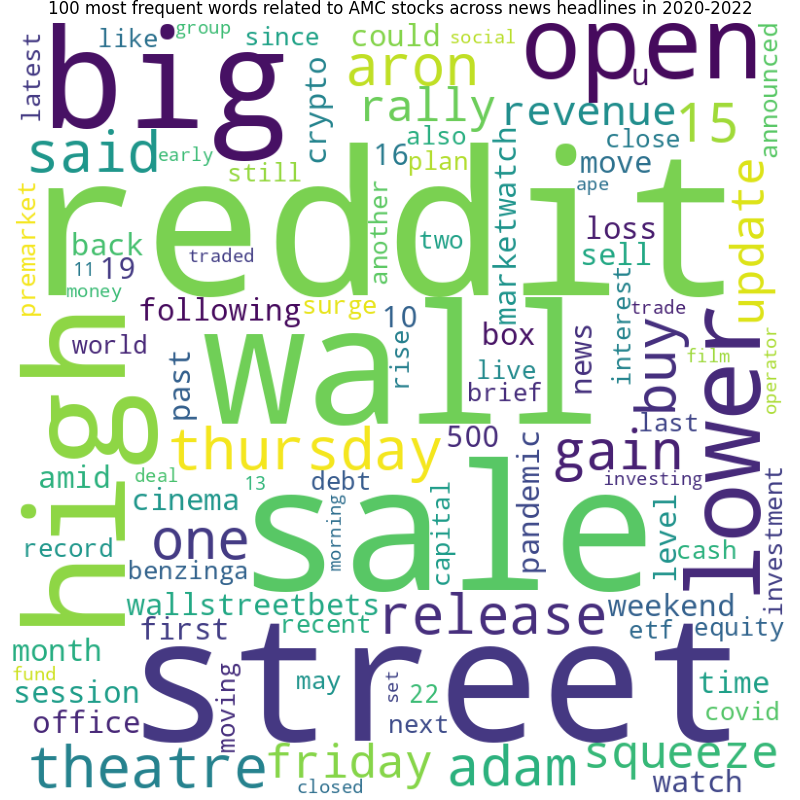 100 most frequent words related to AMC stocks across news headlines in 2020-2022
latest
big
like
group
since
crypto
could
social
aron
open
u
announced
said
early
still
rally
revenue
15
16
also
plan
marketwatch
close
move
ape
update
premarket
reddit
back
11
19
money
traded
another
two
loss
sell
following
surge
10
interest
trade
high
world
past
wall
rise
box
live
brief
news
buy
film
operator
lower
thursday
500
gain
last
amid
deal
13
debt
pandemic
investing
cinema
morning
capital
sale
level
investment
record
one
cash
benzinga
wallstreetbets
release
weekend
first
recent
etf
equity
month
street
fund
session
moving
may
set
22
time
office
next
covid
theatre
friday
closed
adam
squeeze
watch